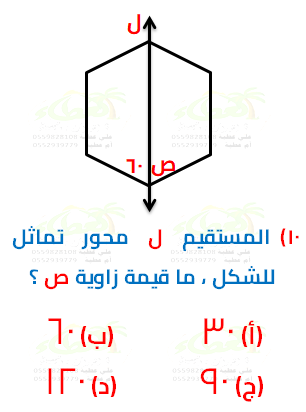 ل
ص ٦٠
١٠) المستقيم ل محور تماثل
للشكل ، ما قيمة زاوية ص ؟
(أ) ٣٠ (ب) ٦٠
(ج) ٩٠ (د) ١٢٠